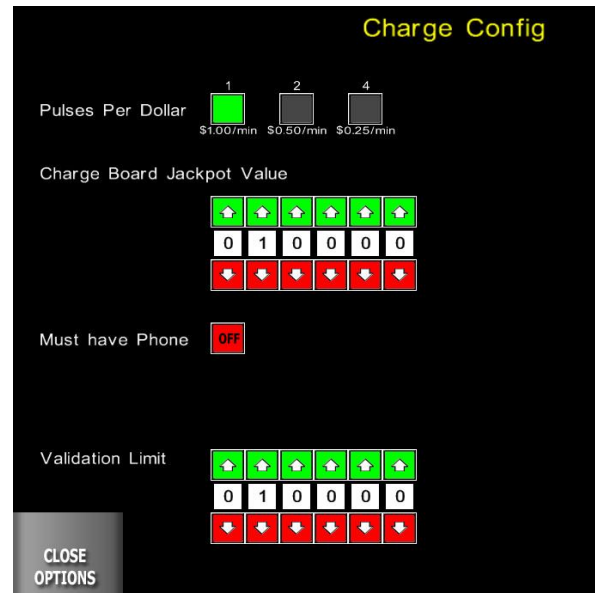 Charge Config
1 2 4
Pulses Per Dollar
$1.00/min $0.50/min $0.25/min
Charge Board Jackpot Value
0 1 0 0 0 0
Must have Phone OFF
Validation Limit
0 1 0 0 0 0
CLOSE
OPTIONS